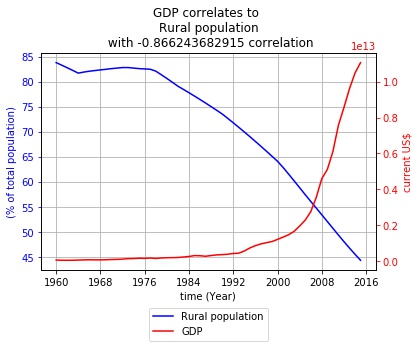 GDP correlates to
Rural population
with -0.866243682915 correlation
1e13
85
80
75
70
65
60
55
50
45
(% of total population)
1.0
0.8
0.6
0.4
0.2
0.0
current US$
1960 1968 1976 1984 1992 2000 2008 2016
time (Year)
Rural population
GDP